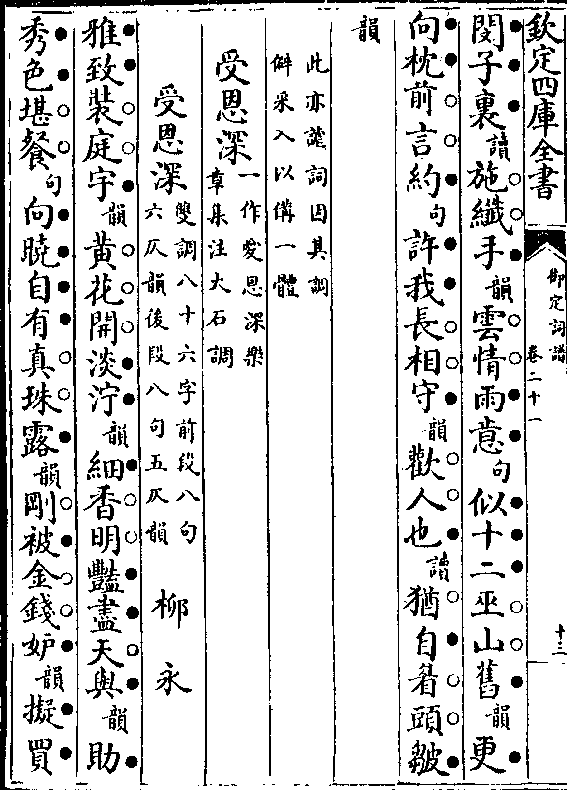 欽定四庫全書
御定詞譜
卷二十一
十三
閔子裏讀施纖手韻雲情雨意句似十二巫山舊韻更
向枕前言約句許我長相守韻歡人也讀猶自眉頭皺
韻
此亦謔詞因其調
僻采入以備一體
受恩深一作愛恩深樂
章集注大石調
受恩深雙調八十六字前段八句
六仄韻後段八句五仄韻 柳永
雅致裝庭宇韻黃花開淡泞韻細香明豔盡天與韻助
秀色堪餐句向曉自有真珠露韻剛被金錢妒韻擬買